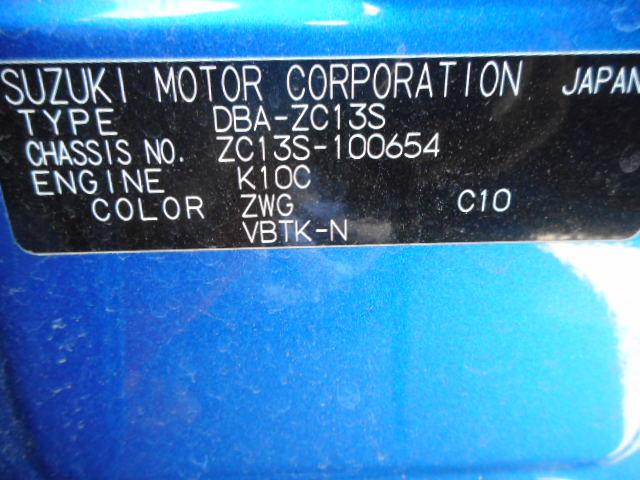 SUZUKI MOTOR CORPORATION JAPAN
TYPE DBA-ZC13S
CHASSIS NO. ZC13S-100654
ENGINE K10C
COLOR ZWG C10
VBTK-N